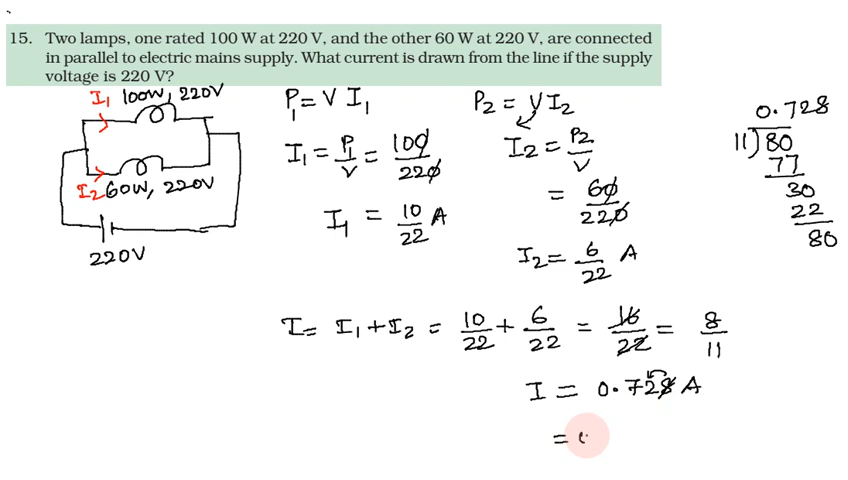 15. Two lamps, one rated 100 W at 220 V, and the other 60 W at 220 V, are connected
in parallel to electric mains supply. What current is drawn from the line if the supply
voltage is 220 V?
I₁ 100W, 220V
I₂ 60W, 220V
220V
P₁ = V I₁
I₁ = P₁/V = 100/220
I₁ = 10/22 A
P₂ = V I₂
I₂ = P₂/V
= 60/220
I₂ = 6/22 A
0.728
11) 80
77
30
22
80
I = I₁ + I₂ = 10/22 + 6/22 = 16/22 = 8/11
I = 0.728 A
=